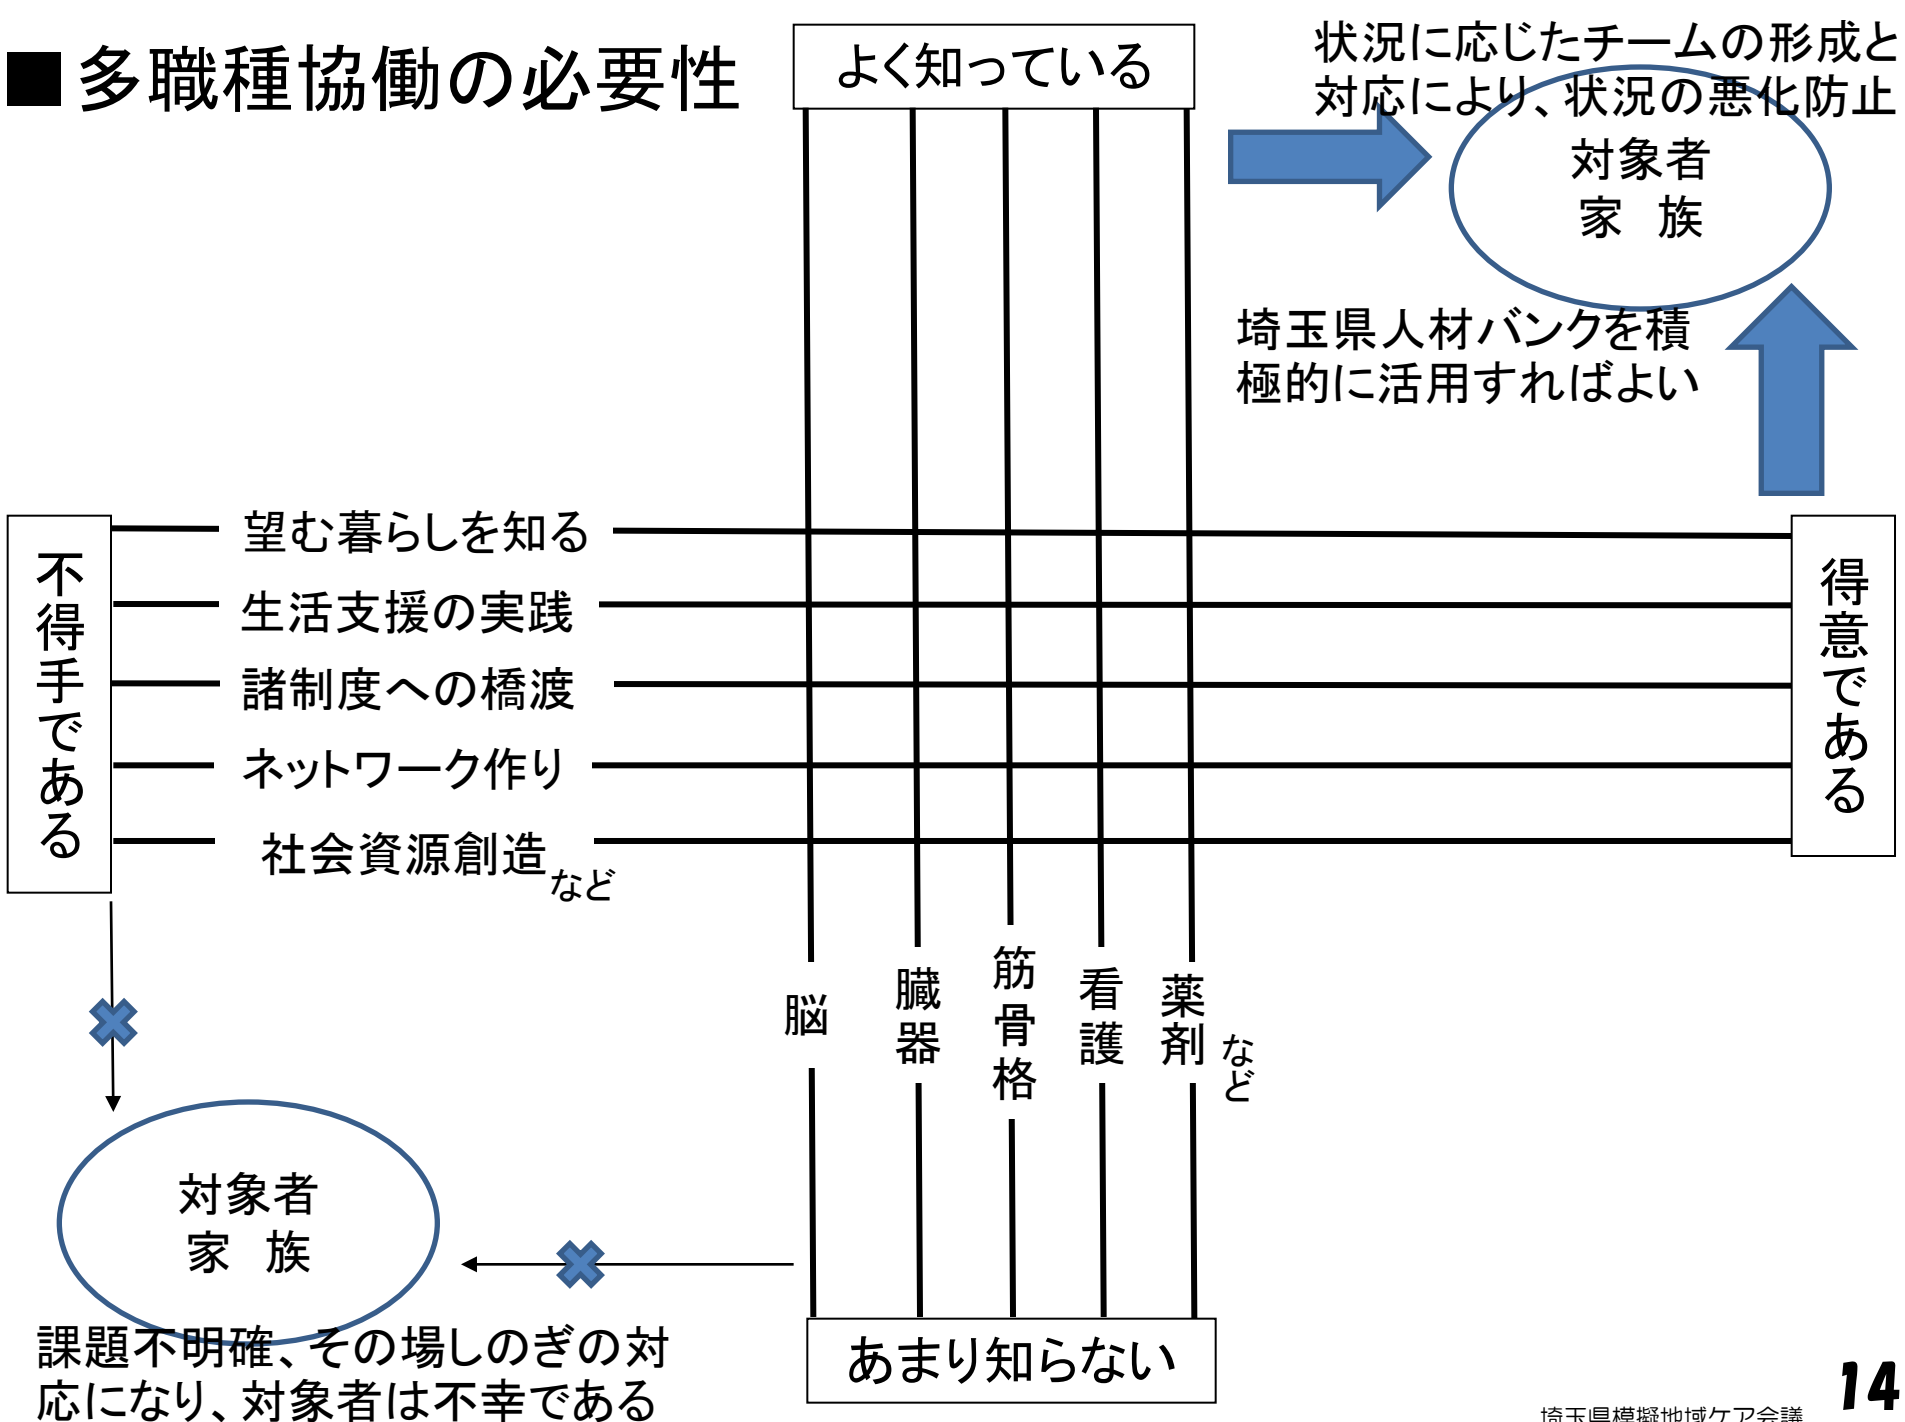 ■多職種協働の必要性
よく知っている
状況に応じたチームの形成と
対応により、状況の悪化防止
対象者
家　族
埼玉県人材バンクを積
極的に活用すればよい
不得手である
望む暮らしを知る
生活支援の実践
諸制度への橋渡
ネットワーク作り
社会資源創造
など
得意である
脳
臓器
筋骨格
看護
薬剤
など
対象者
家　族
課題不明確、その場しのぎの対
応になり、対象者は不幸である
あまり知らない
埼玉県模擬地域ケア会議
14